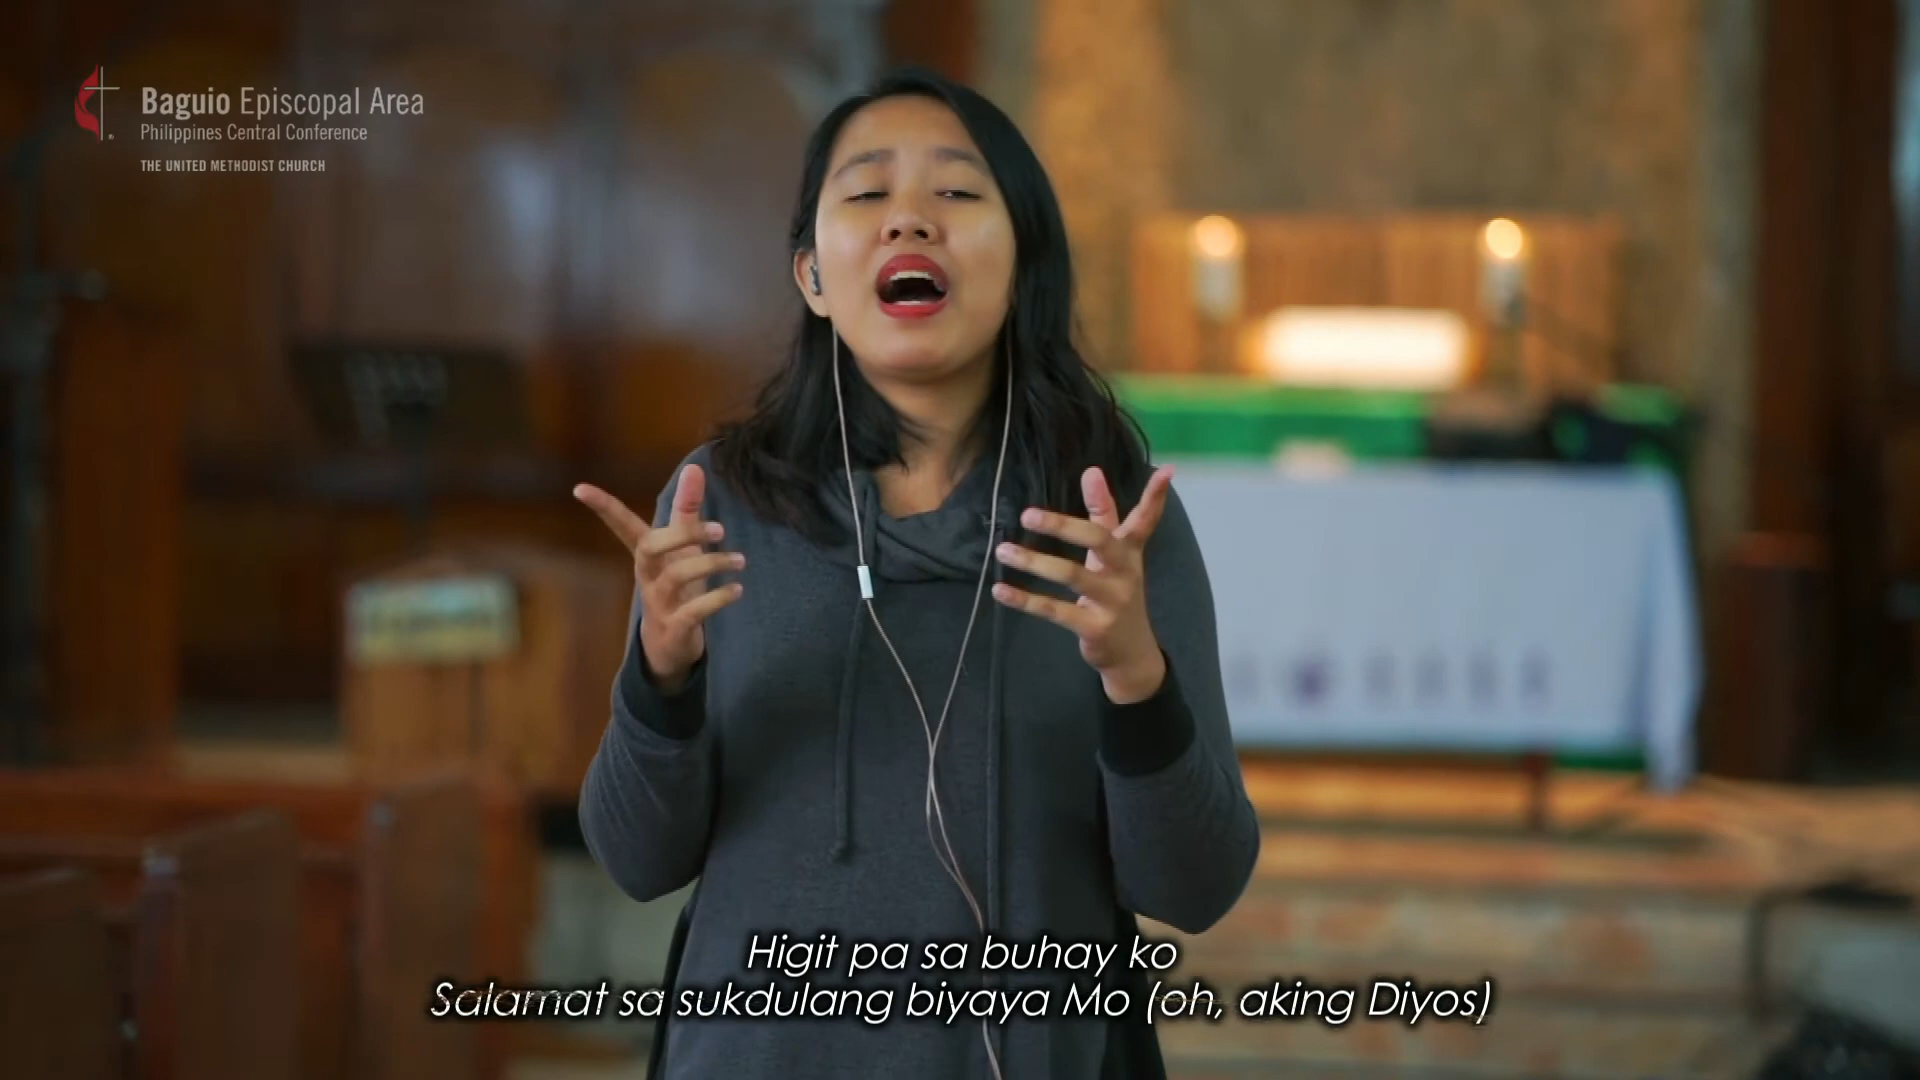 Baguio Episcopal Area
Philippines Central Conference
THE UNITED METHODIST CHURCH
Higit pa sa buhay ko
Salamat sa sukdulang biyaya Mo (oh, aking Diyos)